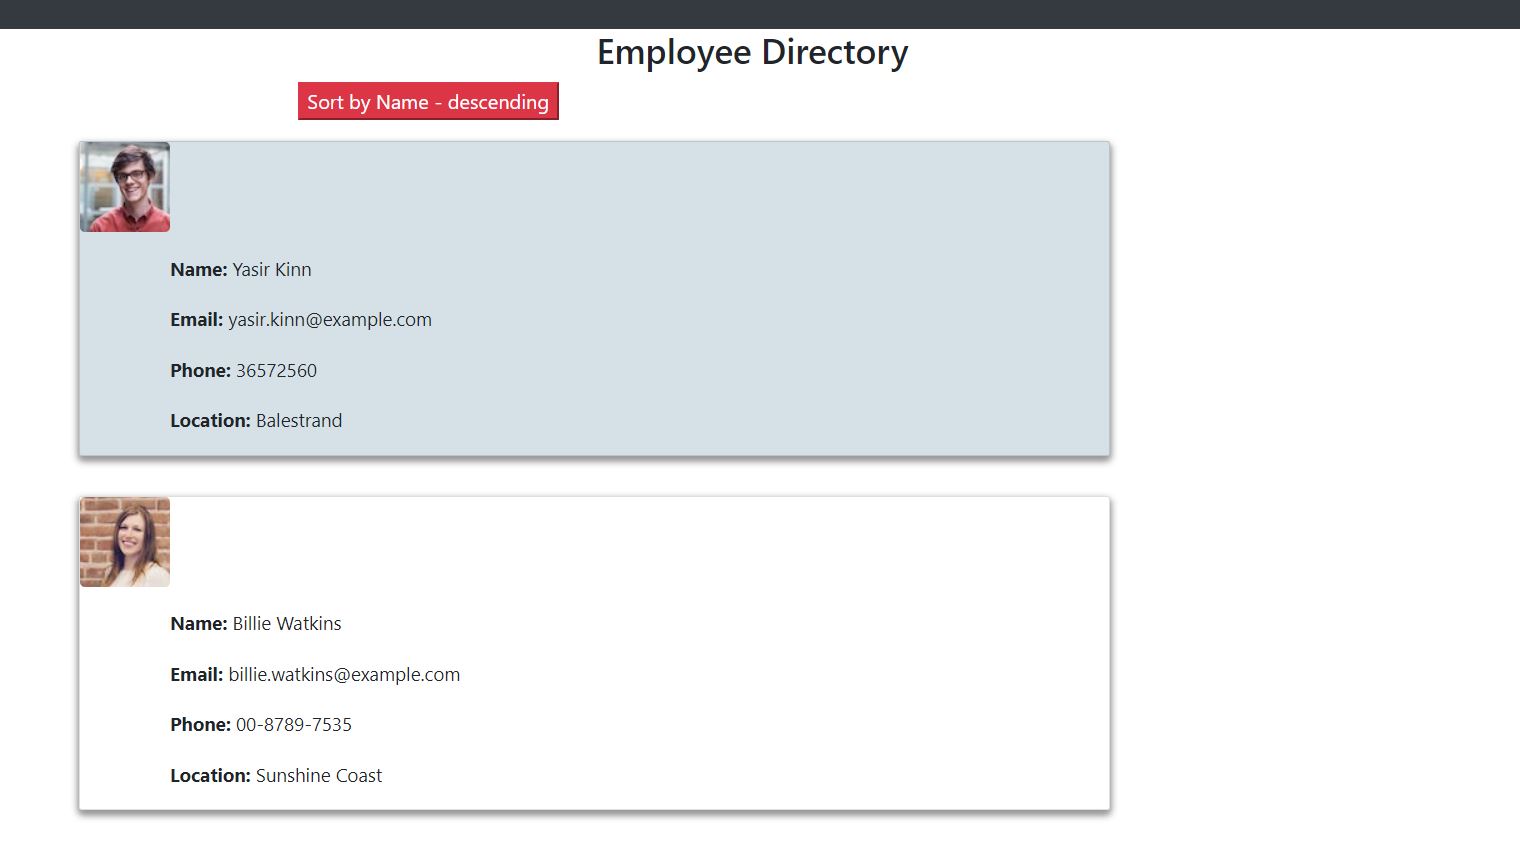 Employee Directory
Sort by Name - descending
Name: Yasir Kinn
Email: yasir.kinn@example.com
Phone: 36572560
Location: Balestrand
Name: Billie Watkins
Email: billie.watkins@example.com
Phone: 00-8789-7535
Location: Sunshine Coast